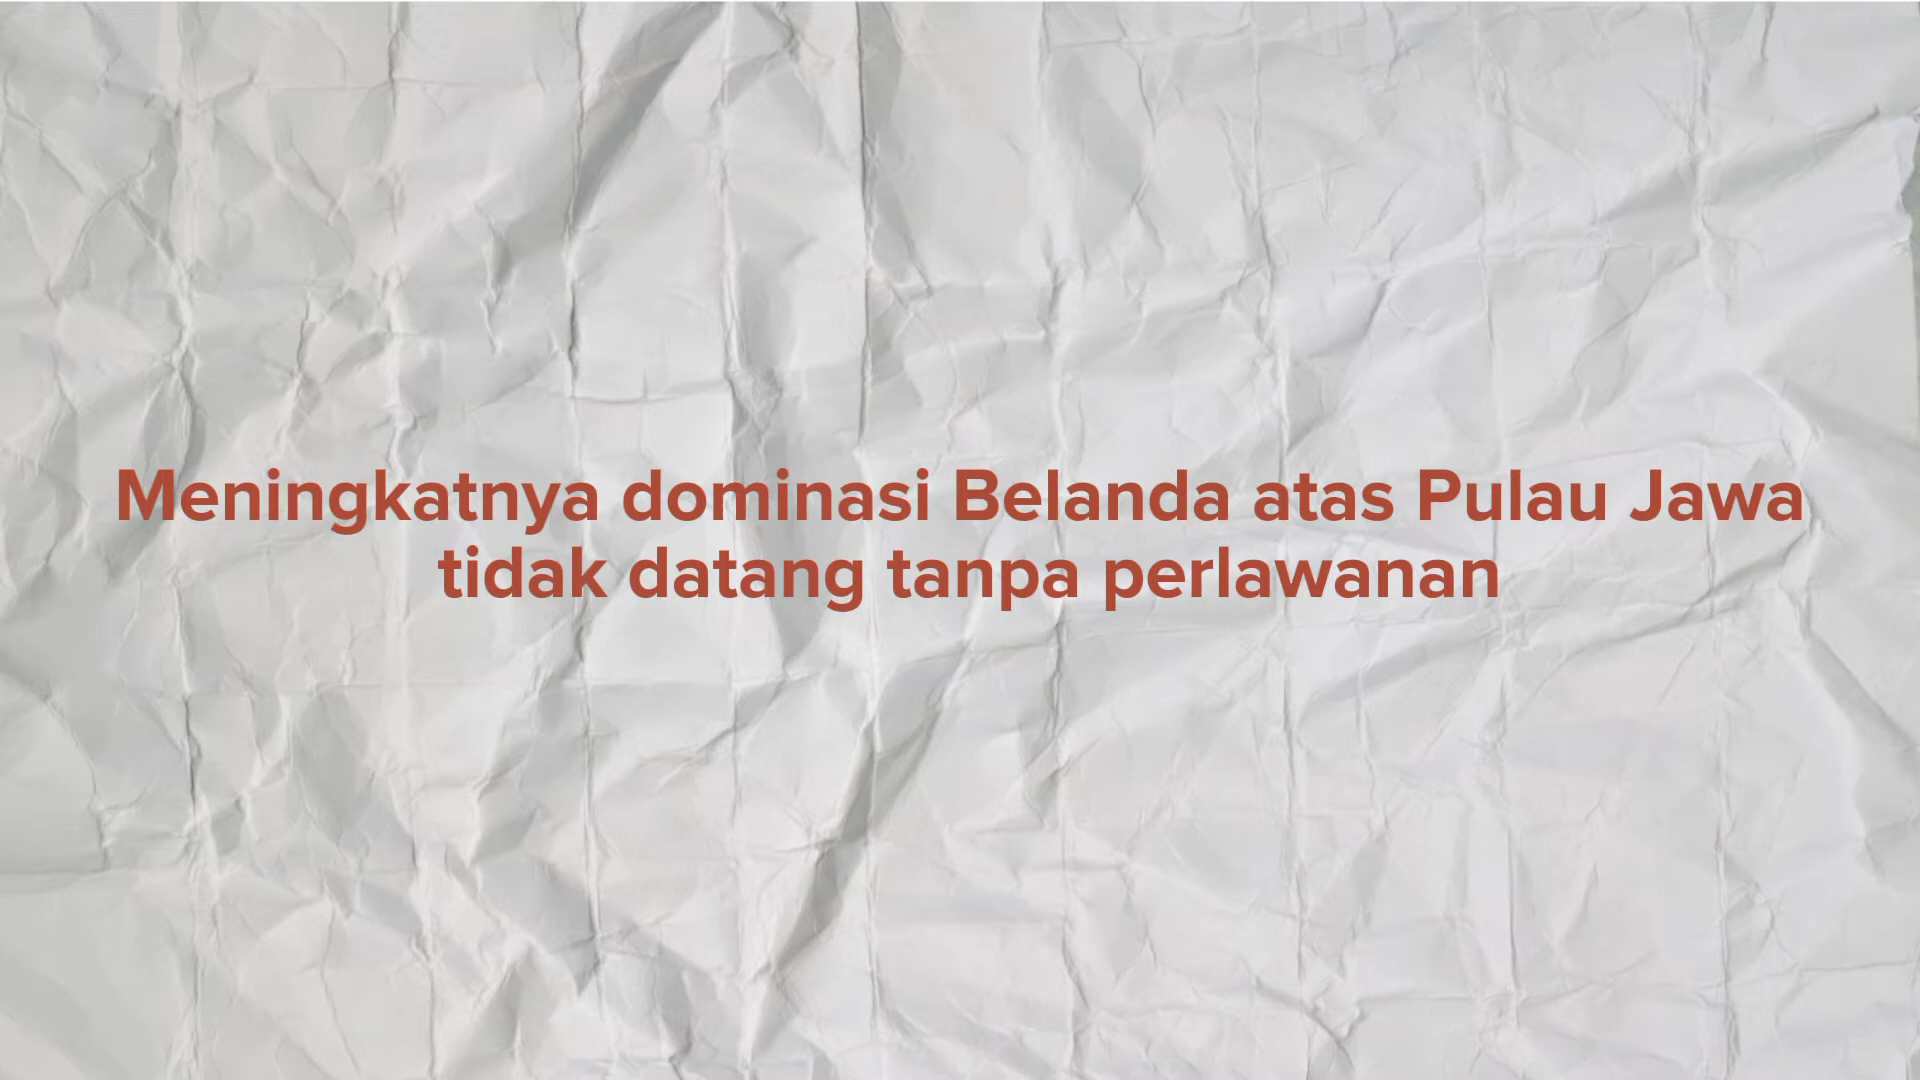 Meningkatnya dominasi Belanda atas Pulau Jawa
tidak datang tanpa perlawanan